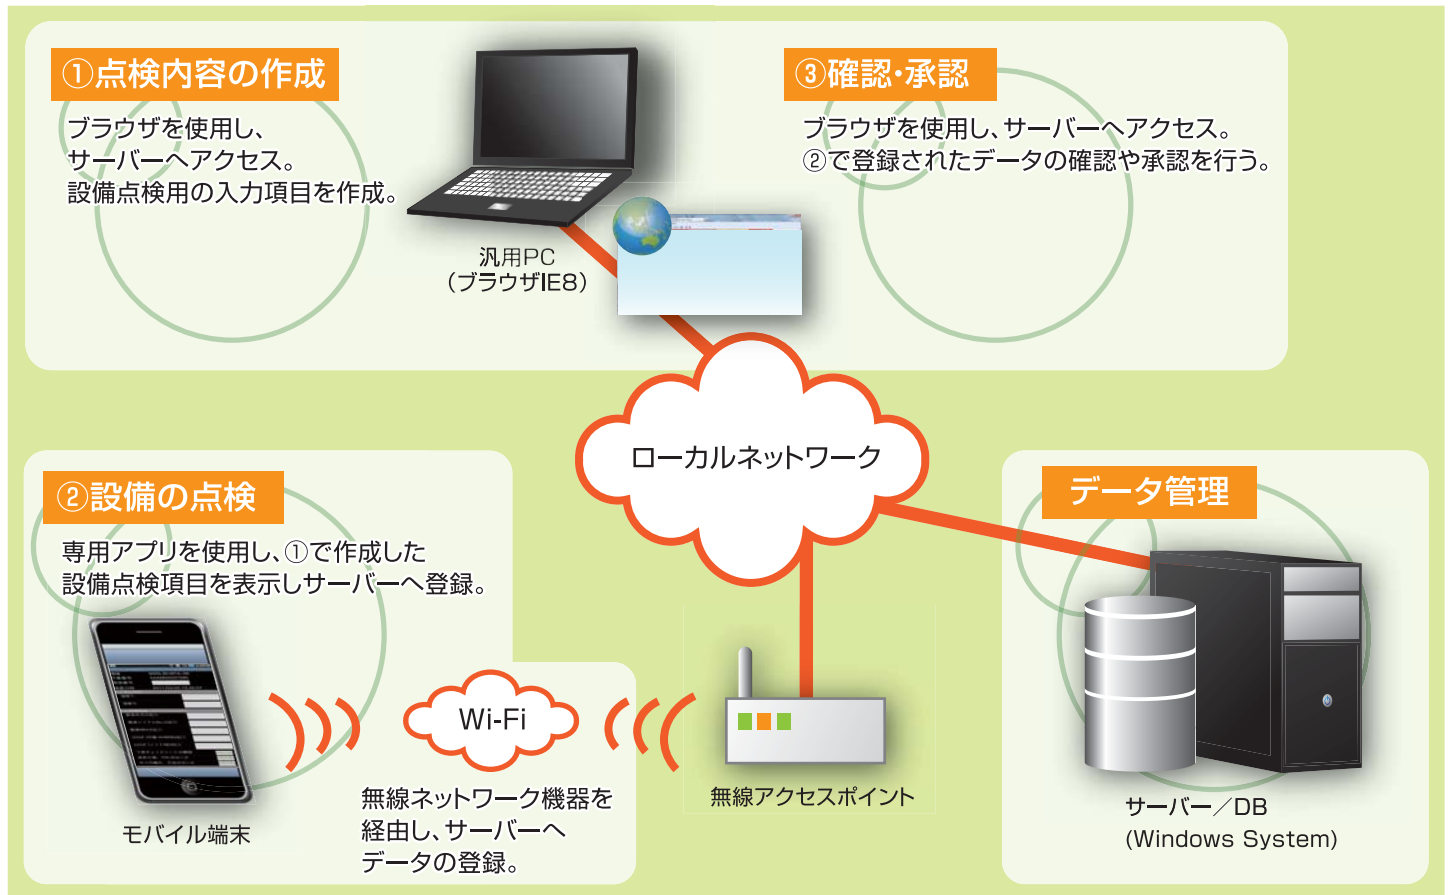 ①点検内容の作成
ブラウザを使用し、
サーバーへアクセス。
設備点検用の入力項目を作成。
汎用PC
（ブラウザIE8）
③確認・承認
ブラウザを使用し、サーバーへアクセス。
②で登録されたデータの確認や承認を行う。
ローカルネットワーク
②設備の点検
専用アプリを使用し、①で作成した
設備点検項目を表示しサーバーへ登録。
モバイル端末
Wi-Fi
無線ネットワーク機器を
経由し、サーバーへ
データの登録。
無線アクセスポイント
データ管理
サーバー／DB
(Windows System)